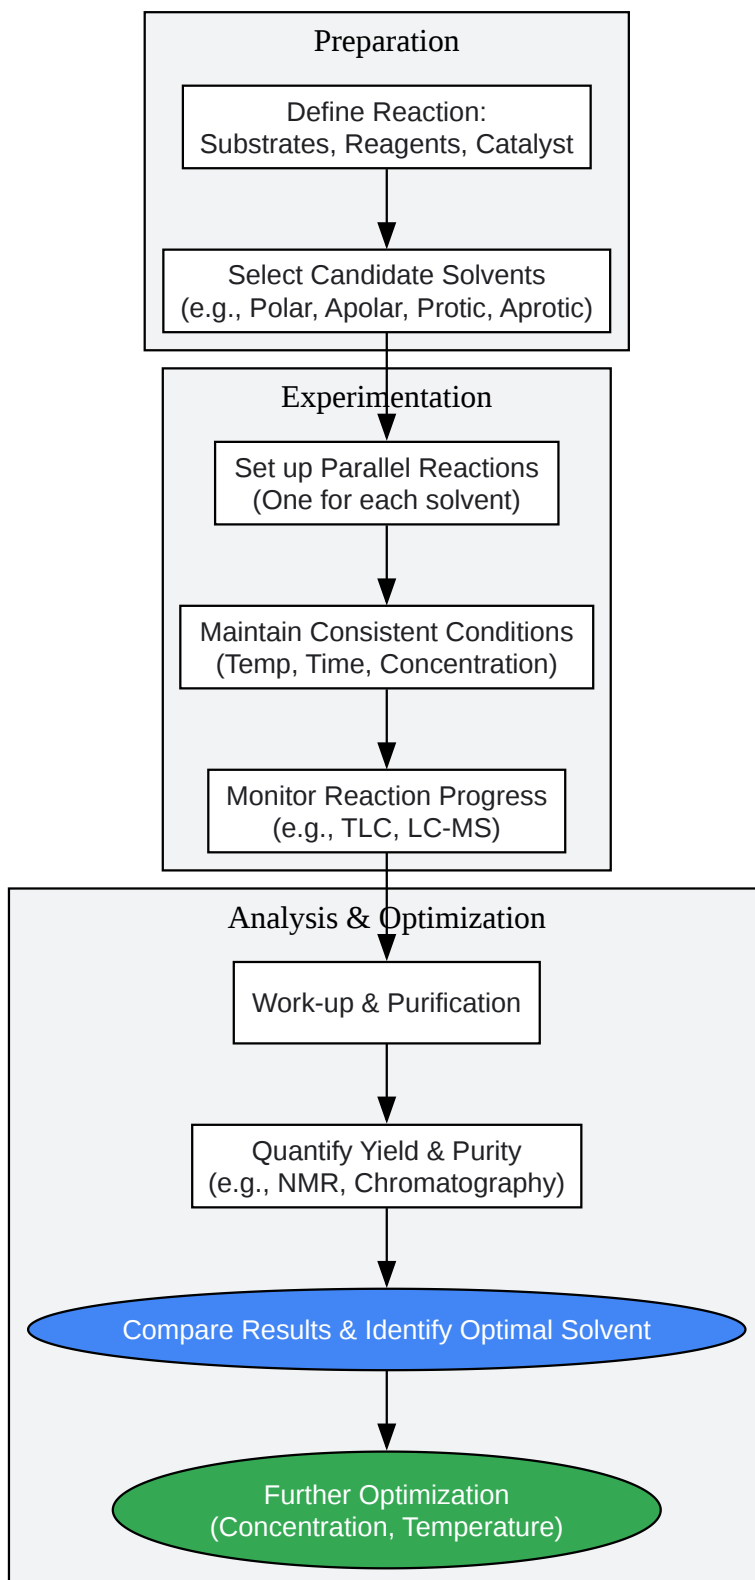 Preparation
Define Reaction:
Substrates, Reagents, Catalyst
Select Candidate Solvents
(e.g., Polar, Apolar, Protic, Aprotic)
Experimentation
Set up Parallel Reactions
(One for each solvent)
Maintain Consistent Conditions
(Temp, Time, Concentration)
Monitor Reaction Progress
(e.g., TLC, LC-MS)
Analysis & Optimization
Work-up & Purification
Quantify Yield & Purity
(e.g., NMR, Chromatography)
Compare Results & Identify Optimal Solvent
Further Optimization
(Concentration, Temperature)